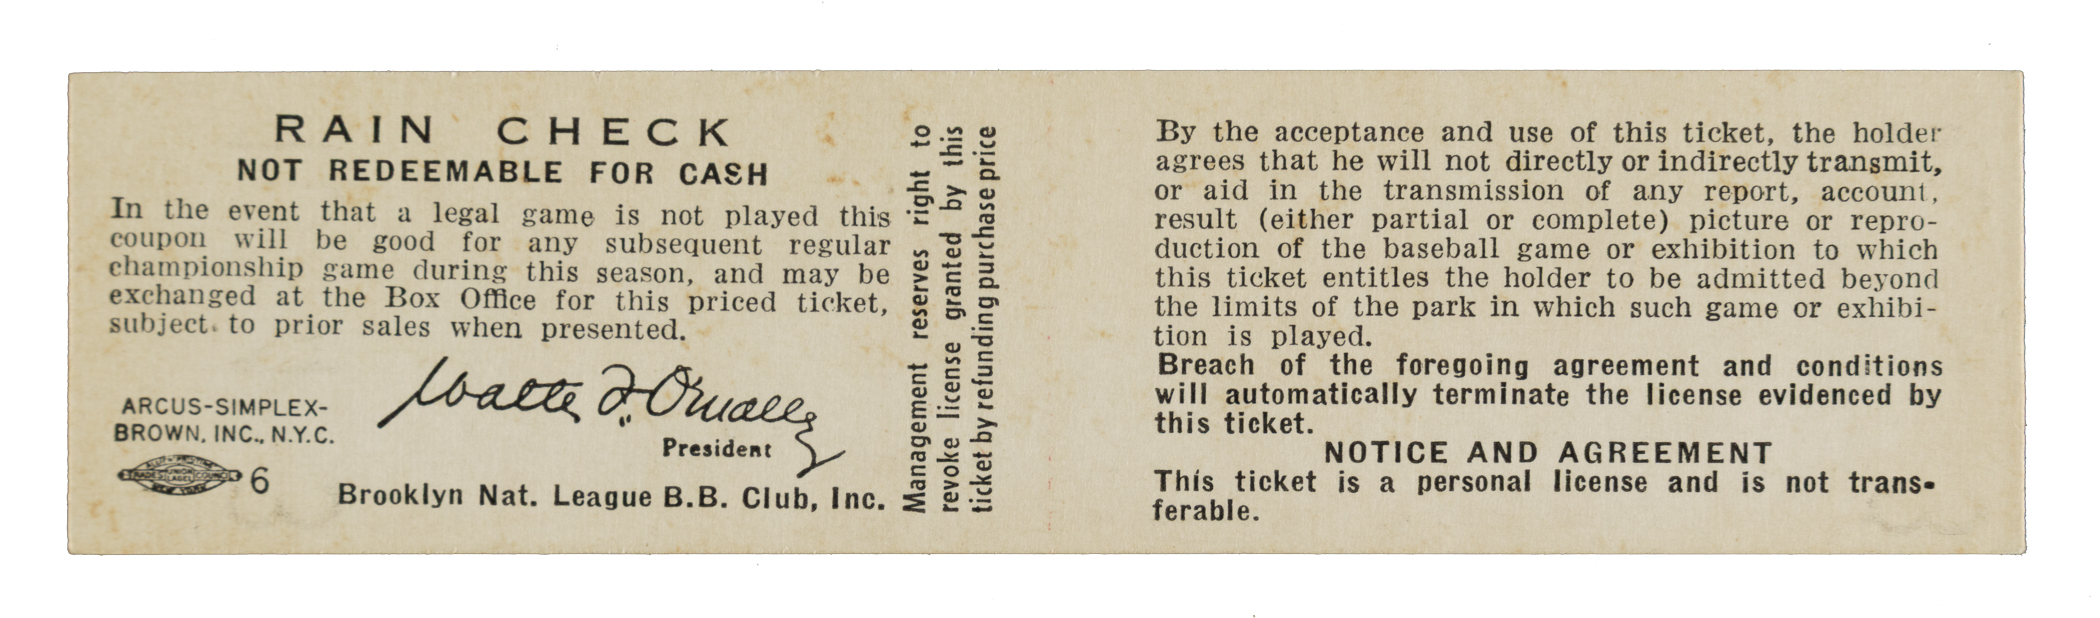 RAIN CHECK
NOT REDEEMABLE FOR CASH
In the event that a legal game is not played this
coupon will be good for any subsequent regular
championship game during this season, and may be
exchanged at the Box Office for this priced ticket,
subject to prior sales when presented.
Walter F. O'Malley
President
ARCUS-SIMPLEX-
BROWN, INC., N.Y.C.
TRADES UNION LABEL COUNCIL
NEW YORK
6
Brooklyn Nat. League B.B. Club, Inc.
Management reserves right to
revoke license granted by this
ticket by refunding purchase price
By the acceptance and use of this ticket, the holder
agrees that he will not directly or indirectly transmit,
or aid in the transmission of any report, account,
result (either partial or complete) picture or repro-
duction of the baseball game or exhibition to which
this ticket entitles the holder to be admitted beyond
the limits of the park in which such game or exhibi-
tion is played.
Breach of the foregoing agreement and conditions
will automatically terminate the license evidenced by
this ticket.
NOTICE AND AGREEMENT
This ticket is a personal license and is not trans-
ferable.